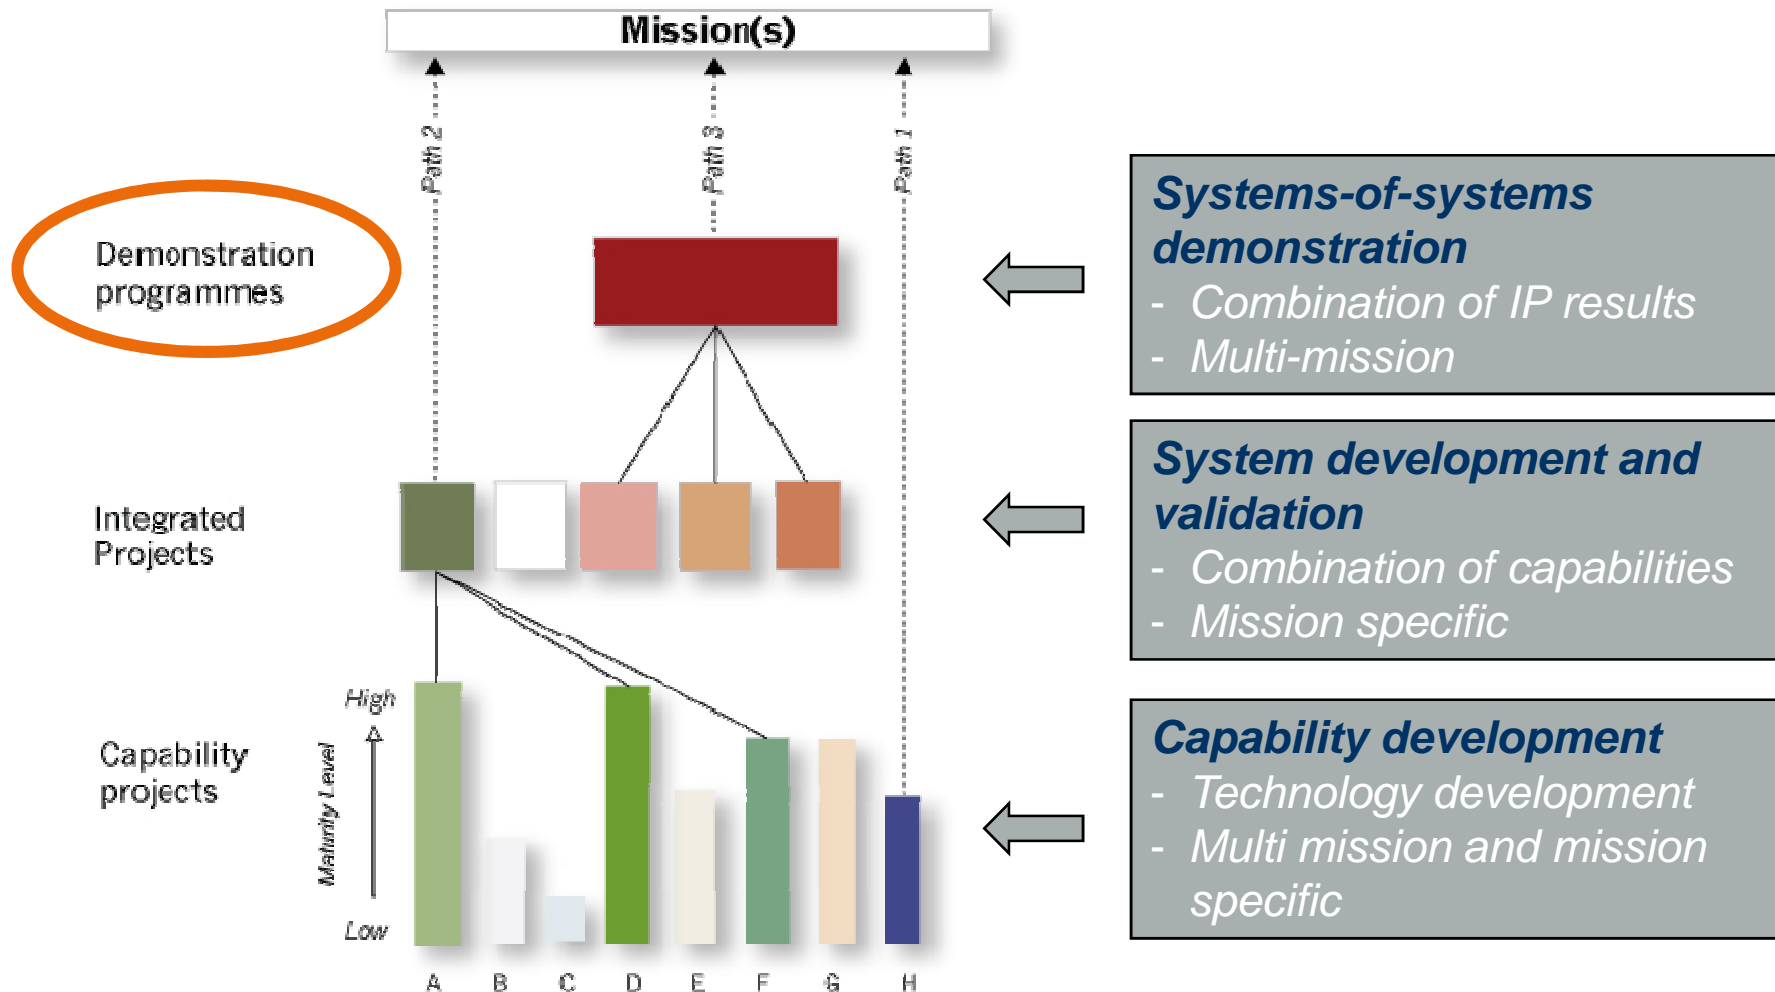 Mission(s)
Path 2
Path 3
Path 1
Demonstration
programmes
Integrated
Projects
Capability
projects
High
Maturity Level
Low
A B C D E F G H
Systems-of-systems
demonstration
- Combination of IP results
- Multi-mission
System development and
validation
- Combination of capabilities
- Mission specific
Capability development
- Technology development
- Multi mission and mission
specific